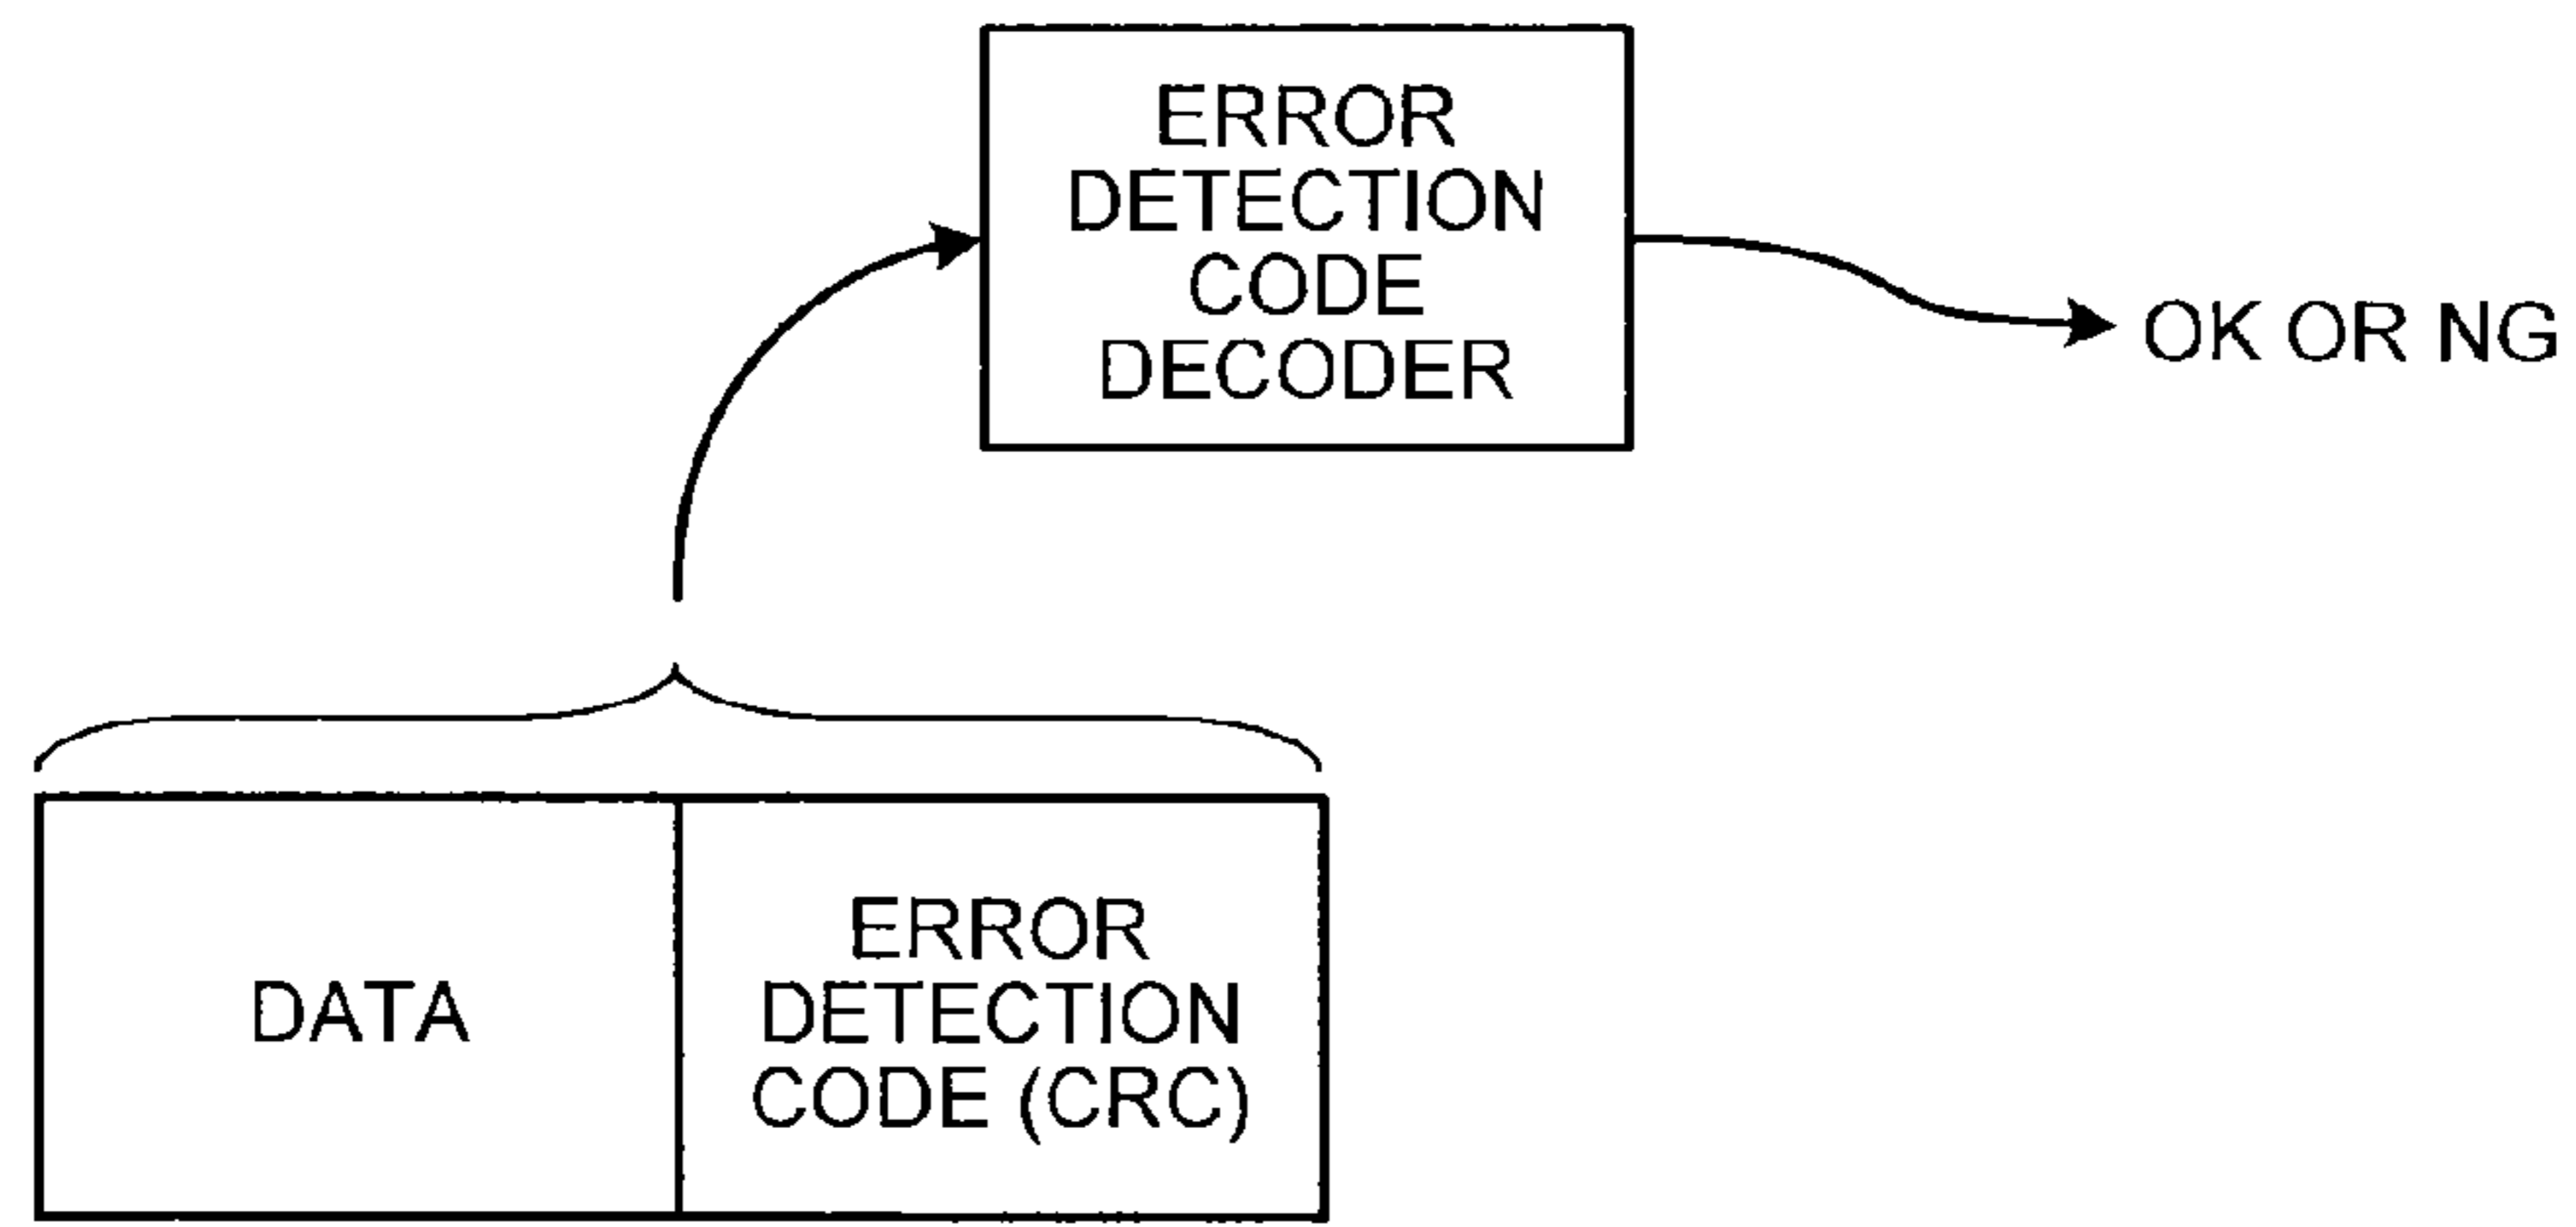 ERROR
DETECTION
CODE
DECODER
OK OR NG
DATA
ERROR
DETECTION
CODE (CRC)